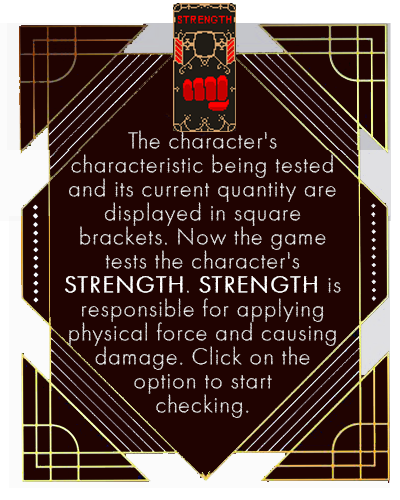 STRENGTH
The character's
characteristic being tested
and its current quantity are
displayed in square
brackets. Now the game
tests the character's
STRENGTH. STRENGTH is
responsible for applying
physical force and causing
damage. Click on the
option to start
checking.